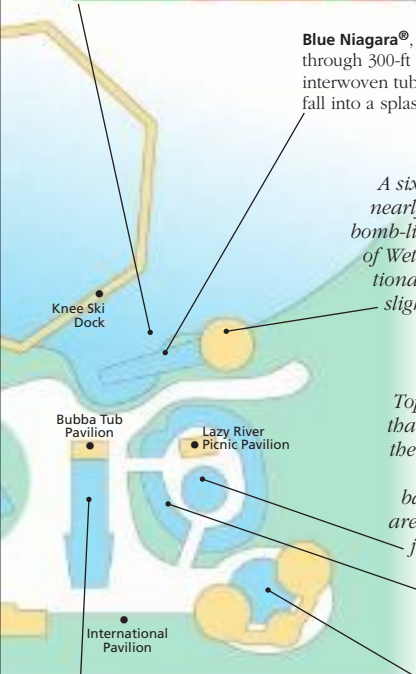 Blue Niagara®,
through 300-ft
interwoven tub
fall into a splas
A six
nearly
bomb-li
of Wet
tiona
sligh
Knee Ski
Dock
Top
that
the
ba
are
j
Bubba Tub
Pavilion
Lazy River
Picnic Pavilion
International
Pavilion